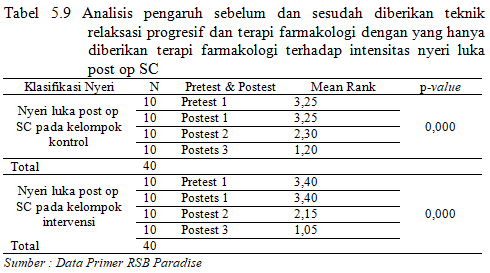 Tabel 5.9 Analisis pengaruh sebelum dan sesudah diberikan teknik
relaksasi progresif dan terapi farmakologi dengan yang hanya
diberikan terapi farmakologi terhadap intensitas nyeri luka
post op SC
Klasifikasi Nyeri N Pretest & Postest Mean Rank p-value
Nyeri luka post op SC pada kelompok kontrol 10 Pretest 1 3,25 0,000
10 Postest 1 3,25
10 Postest 2 2,30
10 Postets 3 1,20
Total 40
Nyeri luka post op SC pada kelompok intervensi 10 Pretest 1 3,40 0,000
10 Postets 1 3,40
10 Postest 2 2,15
10 Postest 3 1,05
Total 40
Sumber : Data Primer RSB Paradise